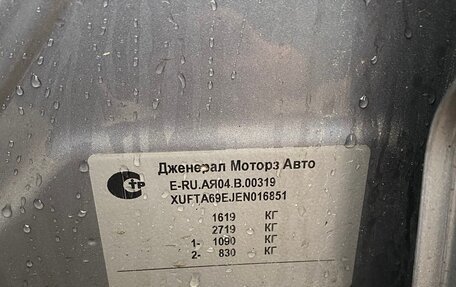 Дженерал Моторз Авто
E-RU.АЯ04.B.00319
XUFTA69EJEN016851
1619 КГ
2719 КГ
1- 1090 КГ
2- 830 КГ